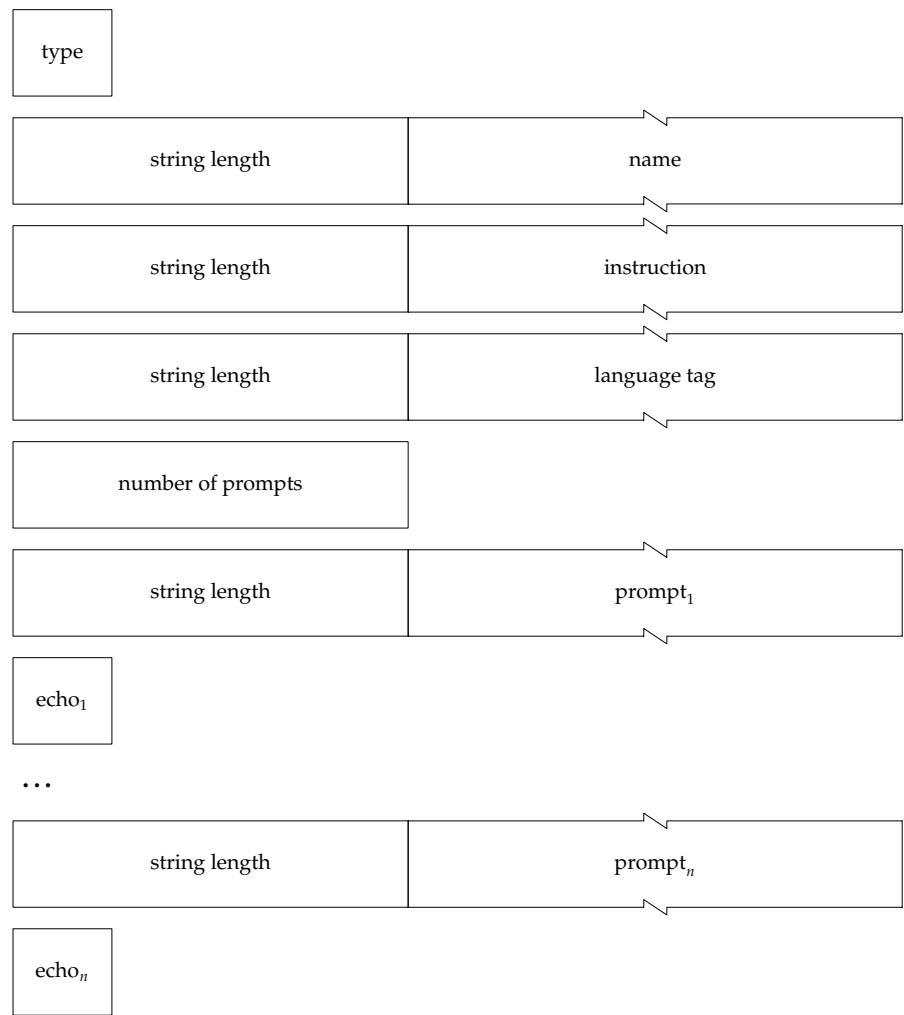 type
string length name
string length instruction
string length language tag
number of prompts
string length prompt₁
echo₁
...
string length promptₙ
echoₙ